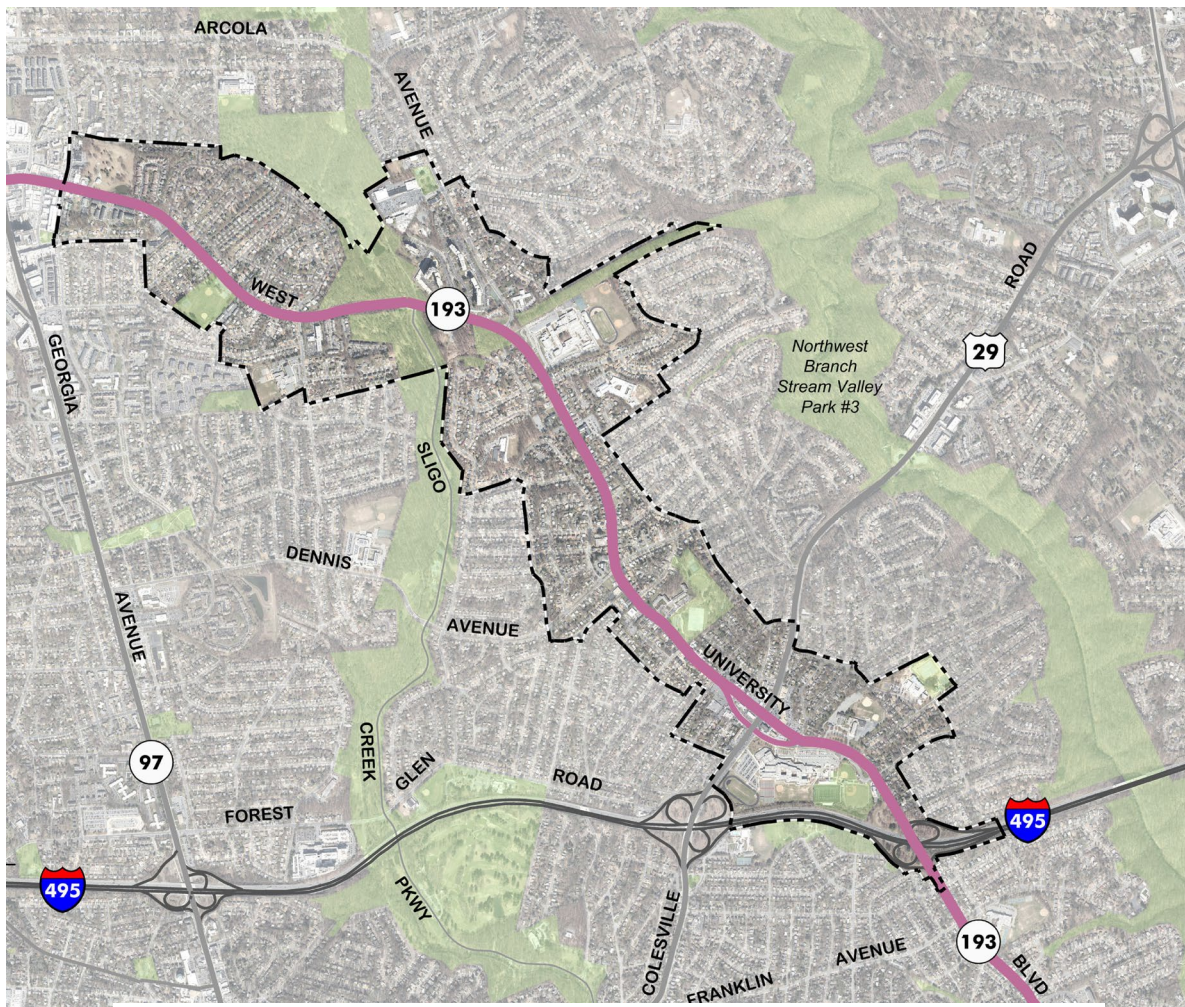 ARCOLA
AVENUE
WEST
193
ROAD
29
Northwest
Branch
Stream Valley
Park #3
GEORGIA
SLIGO
DENNIS
AVENUE
AVENUE
UNIVERSITY
CREEK
97
GLEN
ROAD
FOREST
495
495
PKWY
COLESVILLE
AVENUE
193
FRANKLIN
BLVD